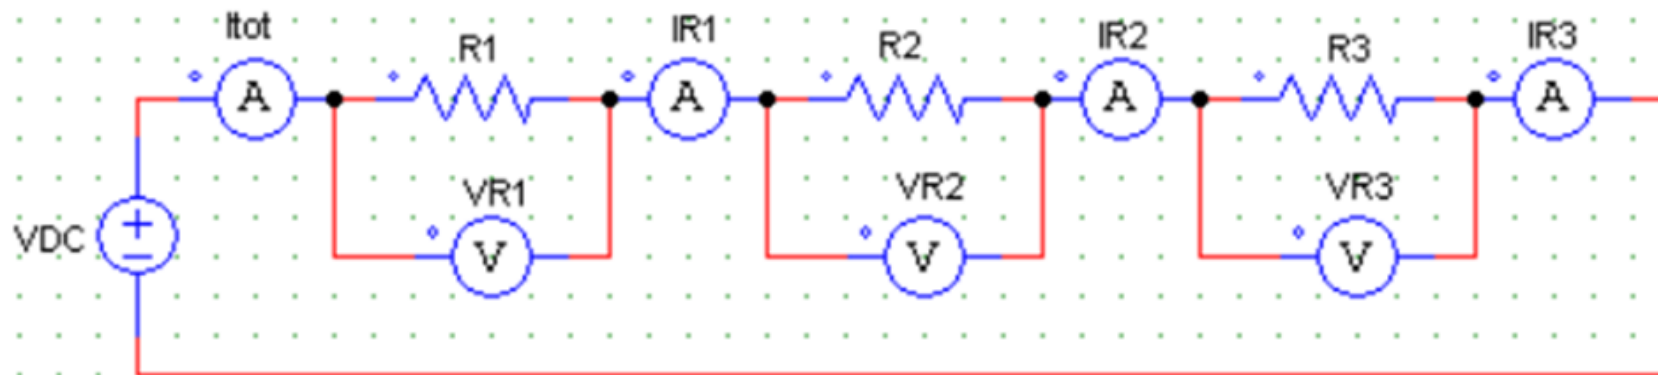 Itot
R1
IR1
R2
IR2
R3
IR3
A
A
A
A
VR1
VR2
VR3
VDC
+
−
V
V
V